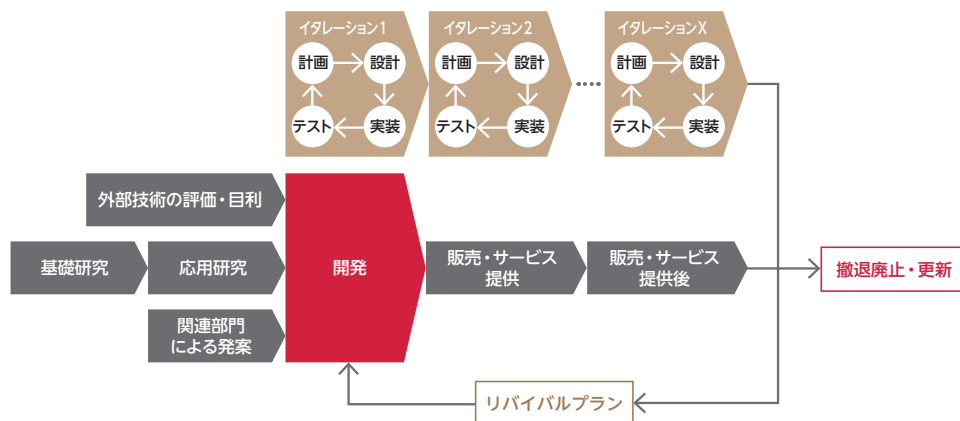 イタレーション1
計画
設計
テスト
実装
イタレーション2
計画
設計
テスト
実装
イタレーションX
計画
設計
テスト
実装
外部技術の評価・目利
基礎研究
応用研究
関連部門
による発案
開発
販売・サービス
提供
販売・サービス
提供後
撤退廃止・更新
リバイバルプラン